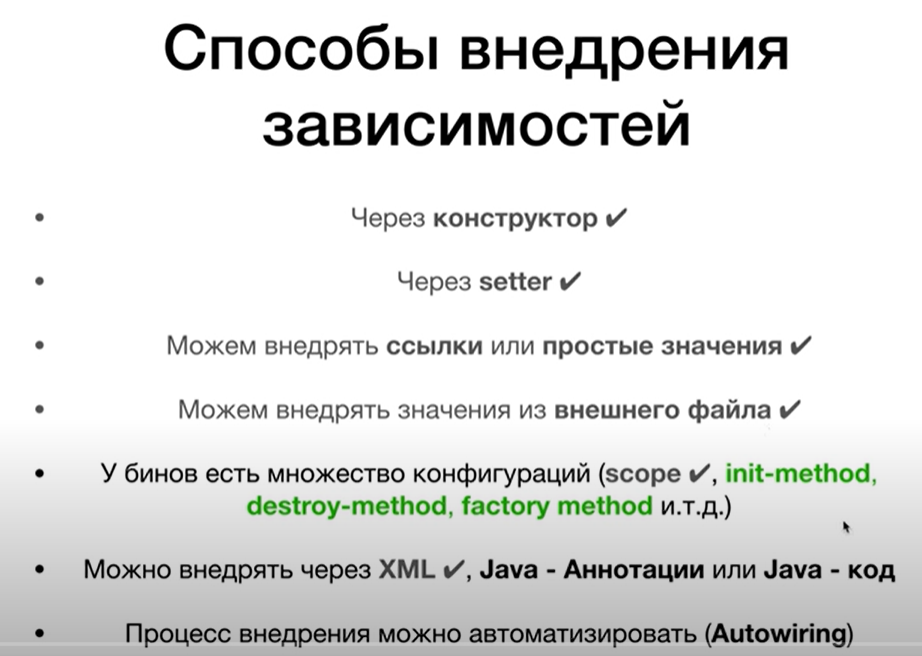 Способы внедрения
зависимостей
• Через конструктор ✔
• Через setter ✔
• Можем внедрять ссылки или простые значения ✔
• Можем внедрять значения из внешнего файла ✔
• У бинов есть множество конфигураций (scope ✔, init-method,
destroy-method, factory method и.т.д.)
• Можно внедрять через XML ✔, Java - Аннотации или Java - код
• Процесс внедрения можно автоматизировать (Autowiring)